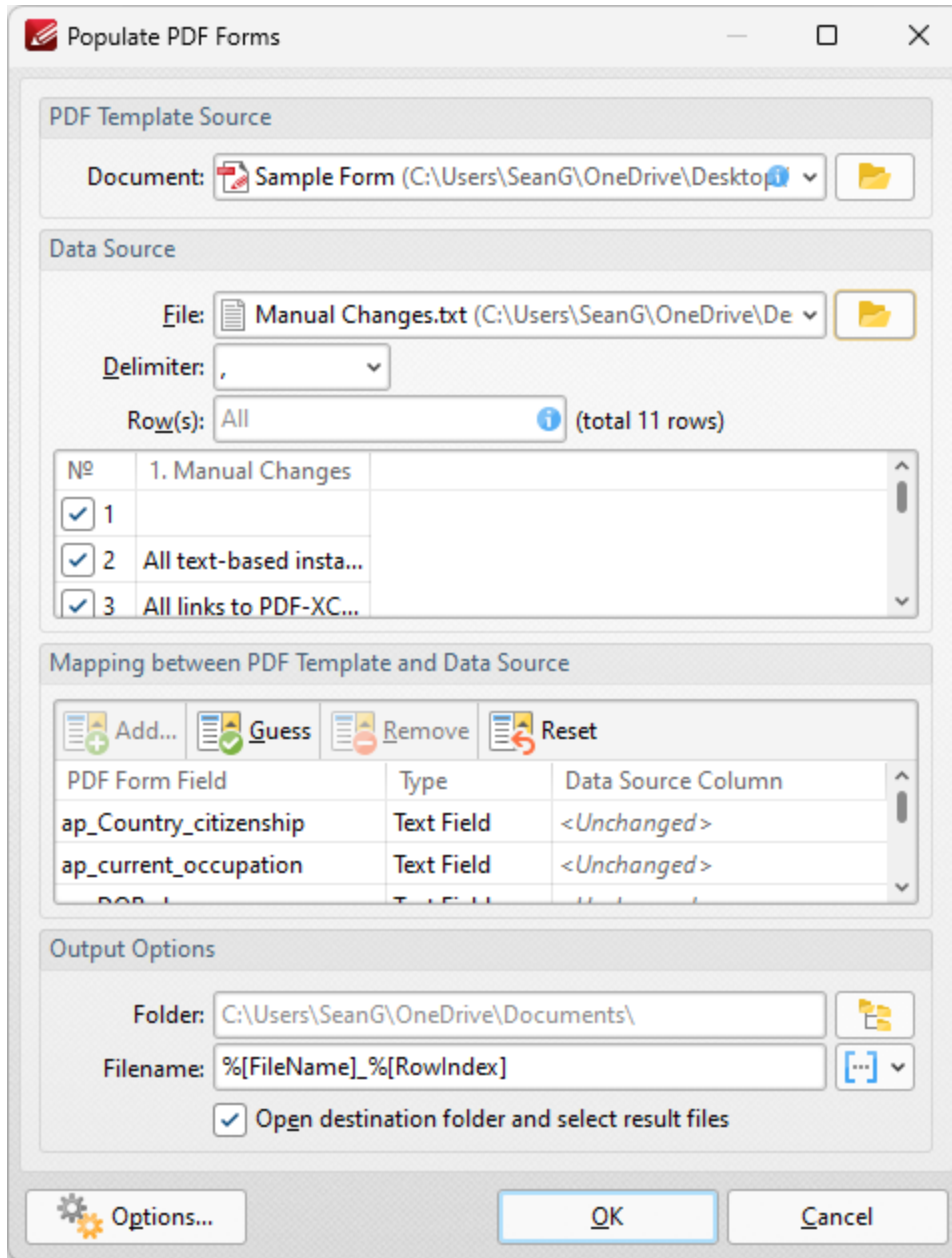 Populate PDF Forms
PDF Template Source
Document: Sample Form (C:\Users\SeanG\OneDrive\Desktop\
Data Source
File: Manual Changes.txt (C:\Users\SeanG\OneDrive\De
Delimiter: ,
Row(s): All (total 11 rows)
Nº 1. Manual Changes
1
2 All text-based insta...
3 All links to PDF-XC...
Mapping between PDF Template and Data Source
Add... Guess Remove Reset
PDF Form Field Type Data Source Column
ap_Country_citizenship Text Field <Unchanged>
ap_current_occupation Text Field <Unchanged>
Output Options
Folder: C:\Users\SeanG\OneDrive\Documents\
Filename: %[FileName]_%[RowIndex]
Open destination folder and select result files
Options... OK Cancel